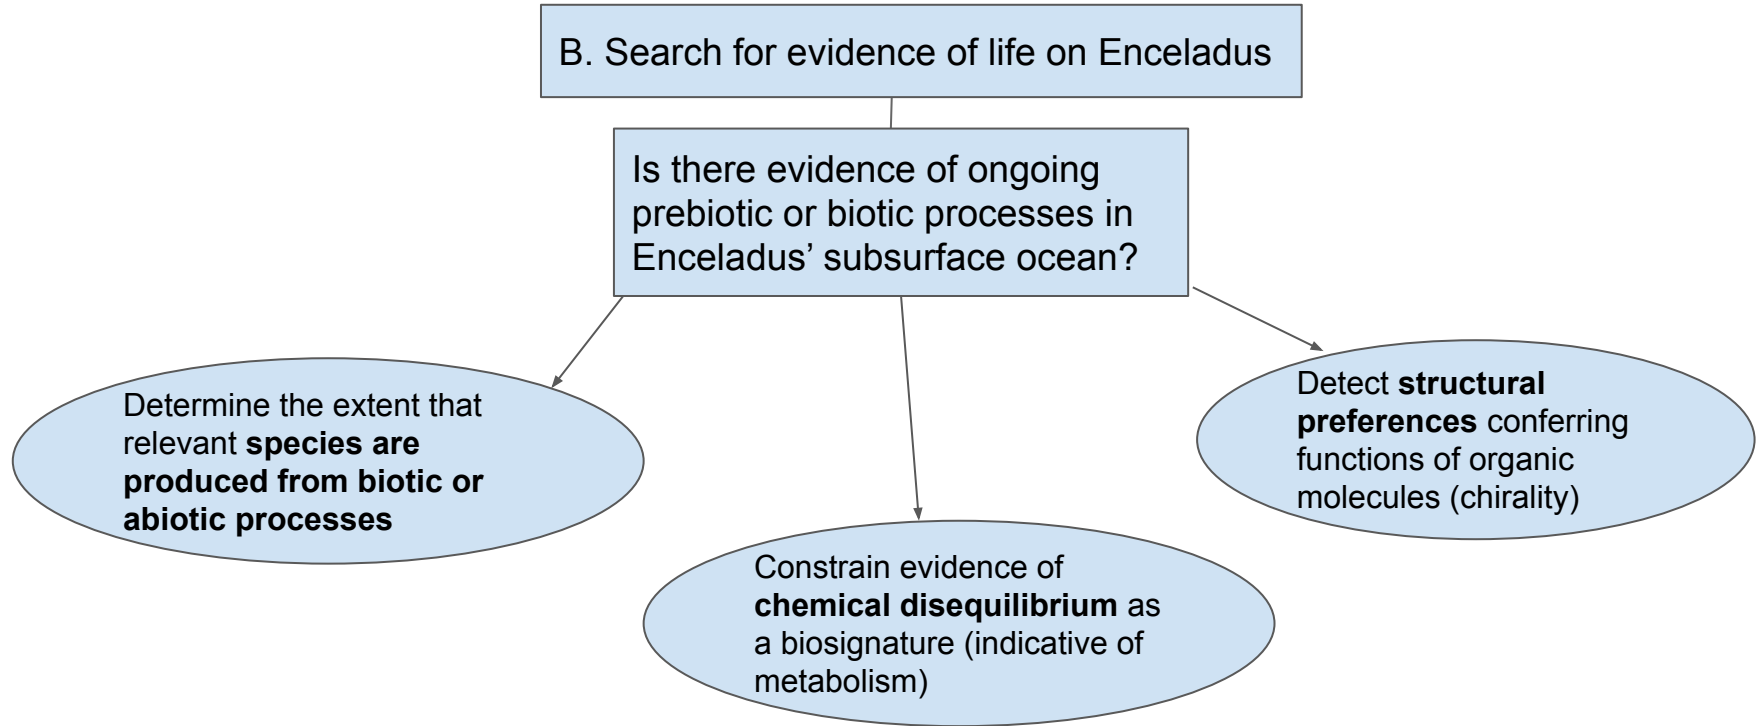 B. Search for evidence of life on Enceladus
Is there evidence of ongoing
prebiotic or biotic processes in
Enceladus’ subsurface ocean?
Determine the extent that
relevant species are
produced from biotic or
abiotic processes
Constrain evidence of
chemical disequilibrium as
a biosignature (indicative of
metabolism)
Detect structural
preferences conferring
functions of organic
molecules (chirality)